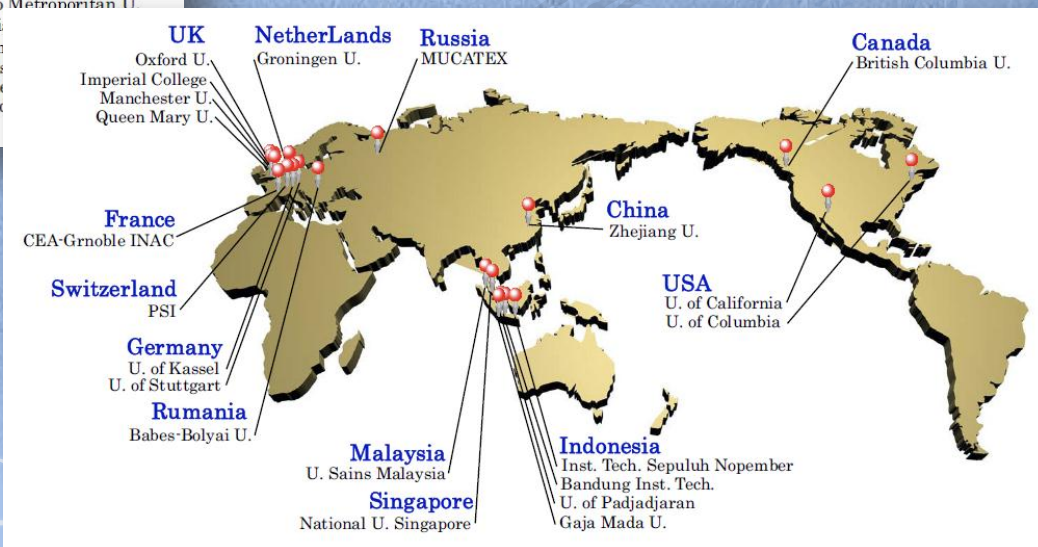 Metroporitan U.
UK
Oxford U.
Imperial College
Manchester U.
Queen Mary U.
NetherLands
Groningen U.
Russia
MUCATEX
Canada
British Columbia U.
France
CEA-Grnoble INAC
China
Zhejiang U.
Switzerland
PSI
USA
U. of California
U. of Columbia
Germany
U. of Kassel
U. of Stuttgart
Rumania
Babes-Bolyai U.
Malaysia
U. Sains Malaysia
Singapore
National U. Singapore
Indonesia
Inst. Tech. Sepuluh Nopember
Bandung Inst. Tech.
U. of Padjadjaran
Gaja Mada U.